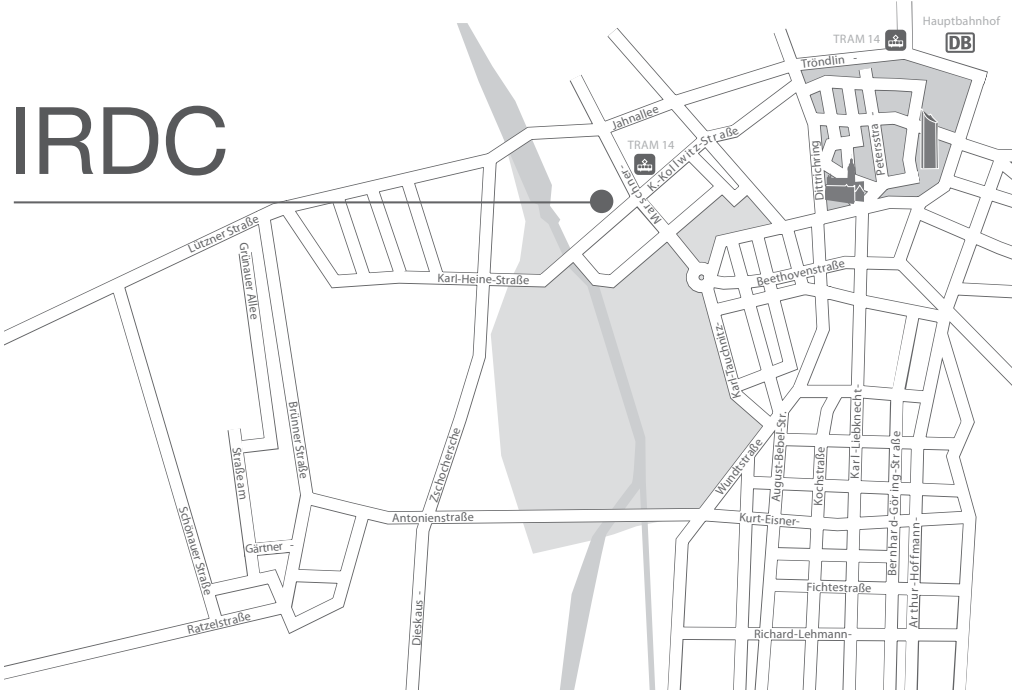 Hauptbahnhof
TRAM 14
DB
Tröndlin -
IRDC
Jahnallee
TRAM 14
K.-Kollwitz-Straße
Marschner-
Dittrichring
Petersstra
Lützner Straße
Grünauer Allee
Karl-Heine-Straße
Beethovenstraße
Karl-Tauchnitz-
Brünner Straße
Straße am
Zschochersche
Wundtstraße
August-Bebel-Str.
Kochstraße
Karl-Liebknecht-
Bernhard-Göring-Straße
Arthur-Hoffmann-
Schönauer Straße
Antonienstraße
Kurt-Eisner-
Gärtner -
Fichtestraße
Dieskaus -
Ratzelstraße
Richard-Lehmann-